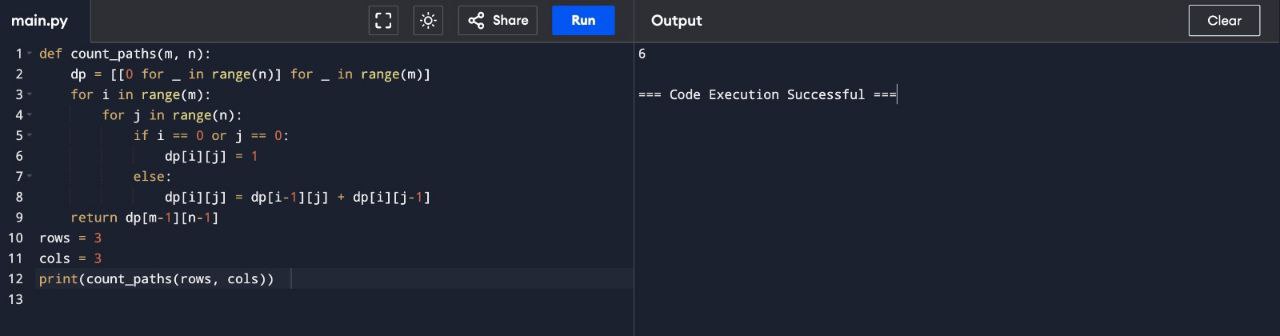 main.py
Share
Run
Output
Clear
1 def count_paths(m, n):
2     dp = [[0 for _ in range(n)] for _ in range(m)]
3     for i in range(m):
4         for j in range(n):
5             if i == 0 or j == 0:
6                 dp[i][j] = 1
7             else:
8                 dp[i][j] = dp[i-1][j] + dp[i][j-1]
9     return dp[m-1][n-1]
10 rows = 3
11 cols = 3
12 print(count_paths(rows, cols))
13
6
=== Code Execution Successful ===